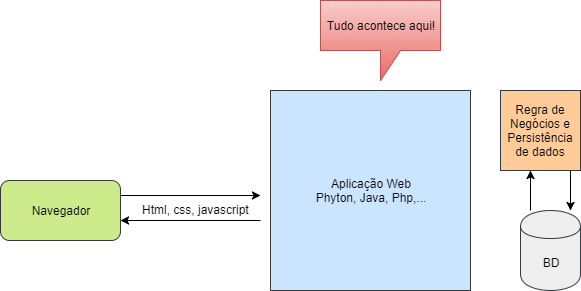 Tudo acontece aqui!
Regra de
Negócios e
Persistência
de dados
Aplicação Web
Phyton, Java, Php,...
Navegador
Html, css, javascript
BD